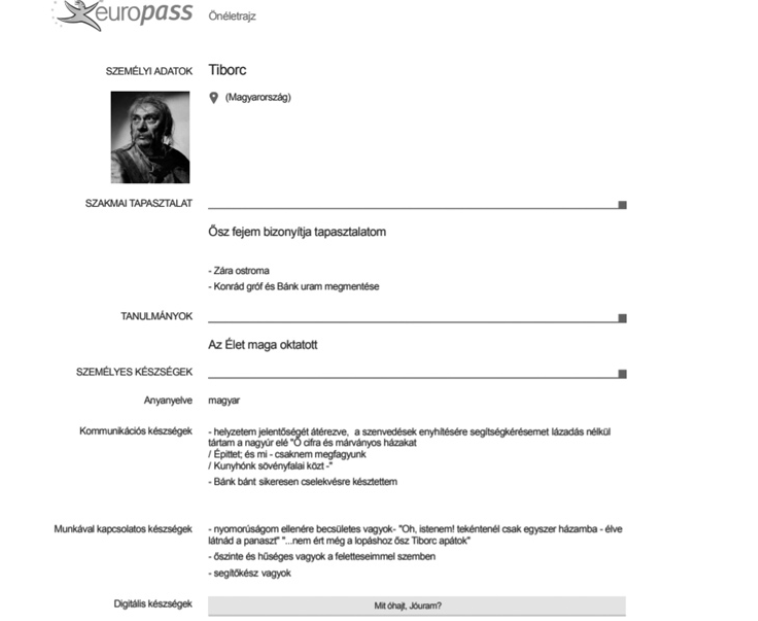 europass Önéletrajz
SZEMÉLYI ADATOK Tiborc
(Magyarország)
SZAKMAI TAPASZTALAT
Ősz fejem bizonyítja tapasztalatom
- Zára ostroma
- Konrád gróf és Bánk uram megmentése
TANULMÁNYOK
Az Élet maga oktatott
SZEMÉLYES KÉSZSÉGEK
Anyanyelve magyar
Kommunikációs készségek - helyzetem jelentőségét átérezve, a szenvedések enyhítésére segítségkérésemet lázadás nélkül
tártam a nagyúr elé "Ő cifra és márványos házakat
/ Építtet; és mi - csaknem megfagyunk
/ Kunyhónk sövényfalai közt -"
- Bánk bánt sikeresen cselekvésre késztettem
Munkával kapcsolatos készségek - nyomorúságom ellenére becsületes vagyok- "Oh, istenem! tekéntenél csak egyszer házamba - élve
látnád a panaszt" "...nem ért még a lopáshoz ősz Tiborc apátok"
- őszinte és hűséges vagyok a feletteseimmel szemben
- segítőkész vagyok
Digitális készségek Mit óhajt, Jóuram?